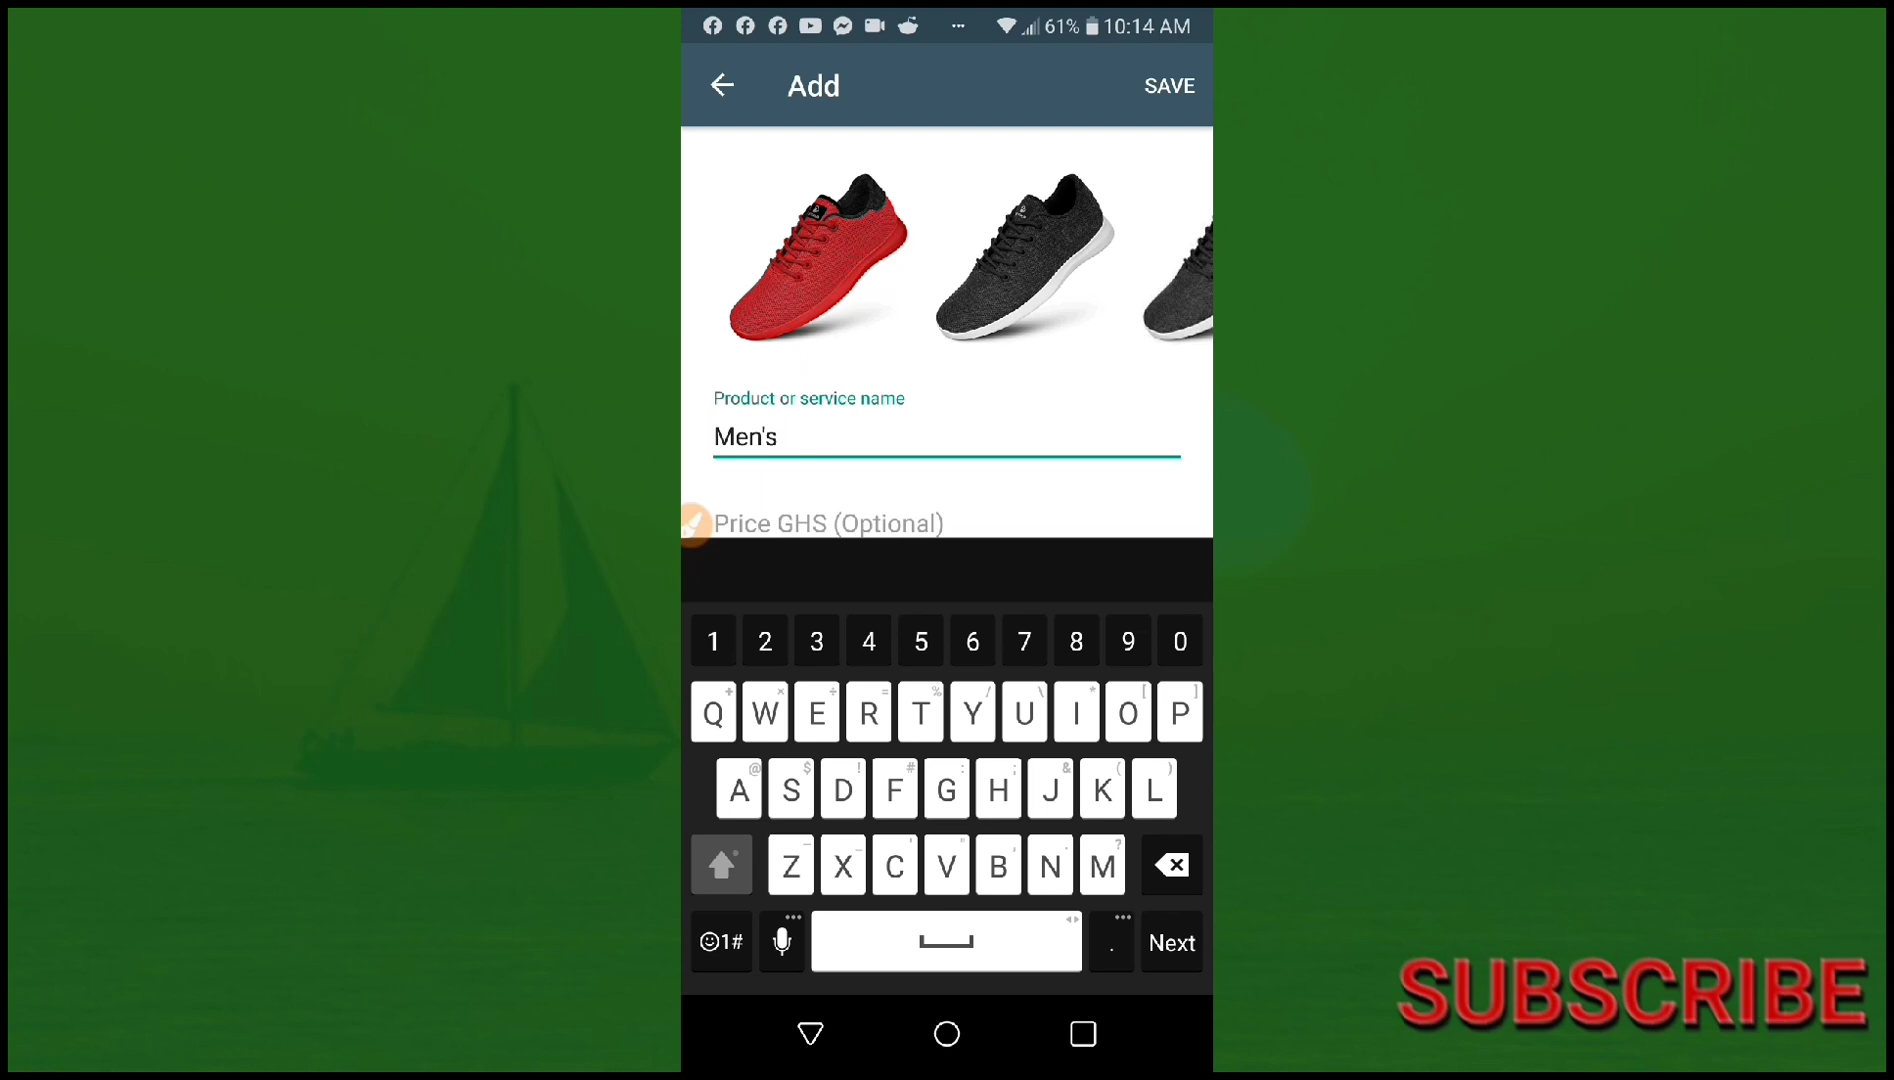 61% 10:14 AM
Add SAVE
Product or service name
Men's
Price GHS (Optional)
1 2 3 4 5 6 7 8 9 0
Q W E R T Y U I O P
A S D F G H J K L
Z X C V B N M
1# . Next
SUBSCRIBE